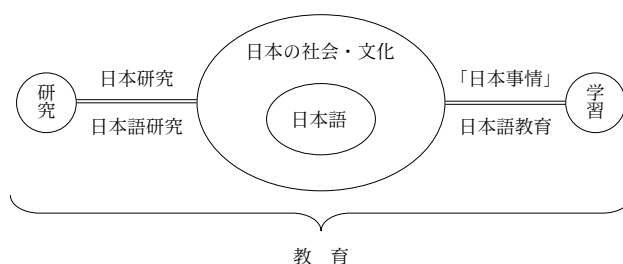 日本の社会・文化
日本語
研究
日本研究
日本語研究
「日本事情」
日本語教育
学習
教　育